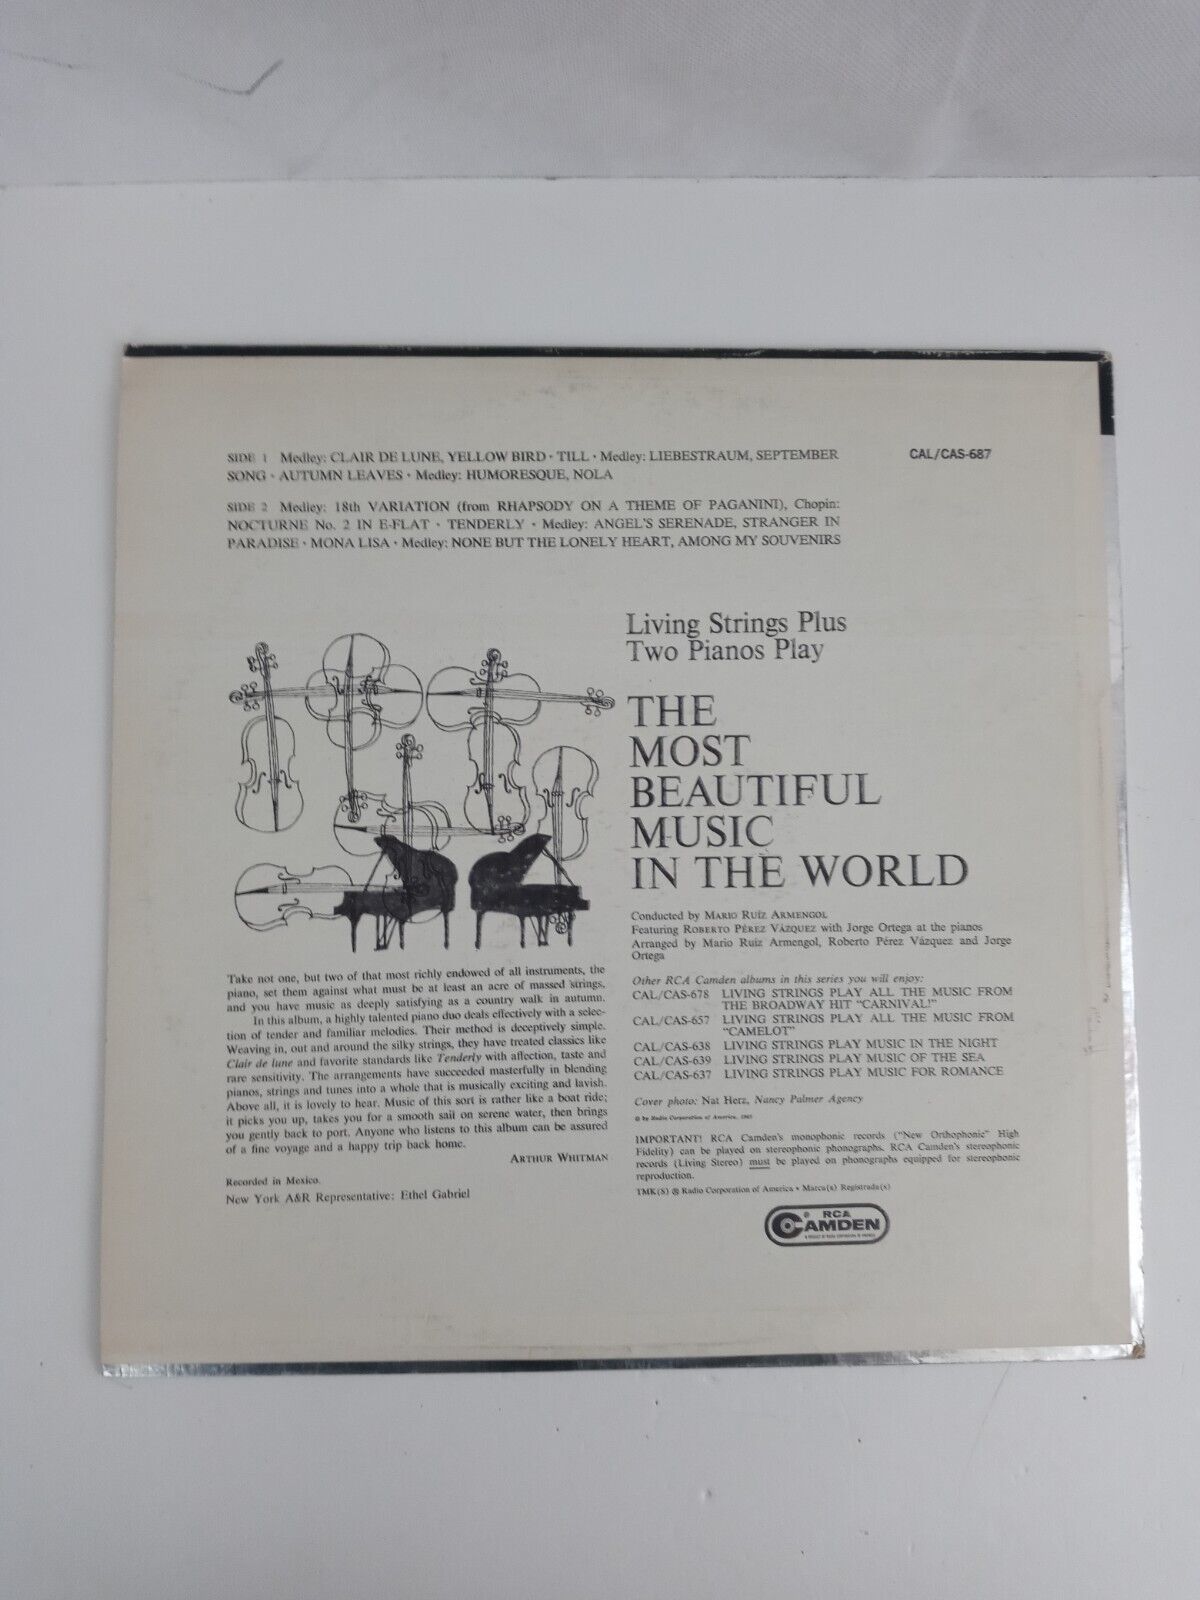 SIDE 1 Medley: CLAIR DE LUNE, YELLOW BIRD • TILL • Medley: LIEBESTRAUM, SEPTEMBER
SONG • AUTUMN LEAVES • Medley: HUMORESQUE, NOLA
CAL/CAS-687
SIDE 2 Medley: 18th VARIATION (from RHAPSODY ON A THEME OF PAGANINI), Chopin:
NOCTURNE No. 2 IN E-FLAT • TENDERLY • Medley: ANGEL'S SERENADE, STRANGER IN
PARADISE • MONA LISA • Medley: NONE BUT THE LONELY HEART, AMONG MY SOUVENIRS
Living Strings Plus
Two Pianos Play
THE
MOST
BEAUTIFUL
MUSIC
IN THE WORLD
Conducted by MARIO RUÍZ ARMENGOL
Featuring ROBERTO PÉREZ VÁZQUEZ with Jorge Ortega at the pianos
Arranged by Mario Ruíz Armengol, Roberto Pérez Vázquez and Jorge
Ortega
Take not one, but two of that most richly endowed of all instruments, the
piano, set them against what must be at least an acre of massed strings,
and you have music as deeply satisfying as a country walk in autumn.
In this album, a highly talented piano duo deals effectively with a selec-
tion of tender and familiar melodies. Their method is deceptively simple.
Weaving in, out and around the silky strings, they have treated classics like
Clair de lune and favorite standards like Tenderly with affection, taste and
rare sensitivity. The arrangements have succeeded masterfully in blending
pianos, strings and tunes into a whole that is musically exciting and lavish.
Above all, it is lovely to hear. Music of this sort is rather like a boat ride;
it picks you up, takes you for a smooth sail on serene water, then brings
you gently back to port. Anyone who listens to this album can be assured
of a fine voyage and a happy trip back home.
ARTHUR WHITMAN
Recorded in Mexico.
New York A&R Representative: Ethel Gabriel
Other RCA Camden albums in this series you will enjoy:
CAL/CAS-678 LIVING STRINGS PLAY ALL THE MUSIC FROM
THE BROADWAY HIT "CARNIVAL!"
CAL/CAS-657 LIVING STRINGS PLAY ALL THE MUSIC FROM
"CAMELOT"
CAL/CAS-638 LIVING STRINGS PLAY MUSIC IN THE NIGHT
CAL/CAS-639 LIVING STRINGS PLAY MUSIC OF THE SEA
CAL/CAS-637 LIVING STRINGS PLAY MUSIC FOR ROMANCE
Cover photo: Nat Herz, Nancy Palmer Agency
© by Radio Corporation of America,
IMPORTANT! RCA Camden's monophonic records ("New Orthophonic" High
Fidelity) can be played on stereophonic phonographs. RCA Camden's stereophonic
records (Living Stereo) must be played on phonographs equipped for stereophonic
reproduction.
TMK(S) ® Radio Corporation of America • Marca(s) Registrada(s)
RCA
CAMDEN